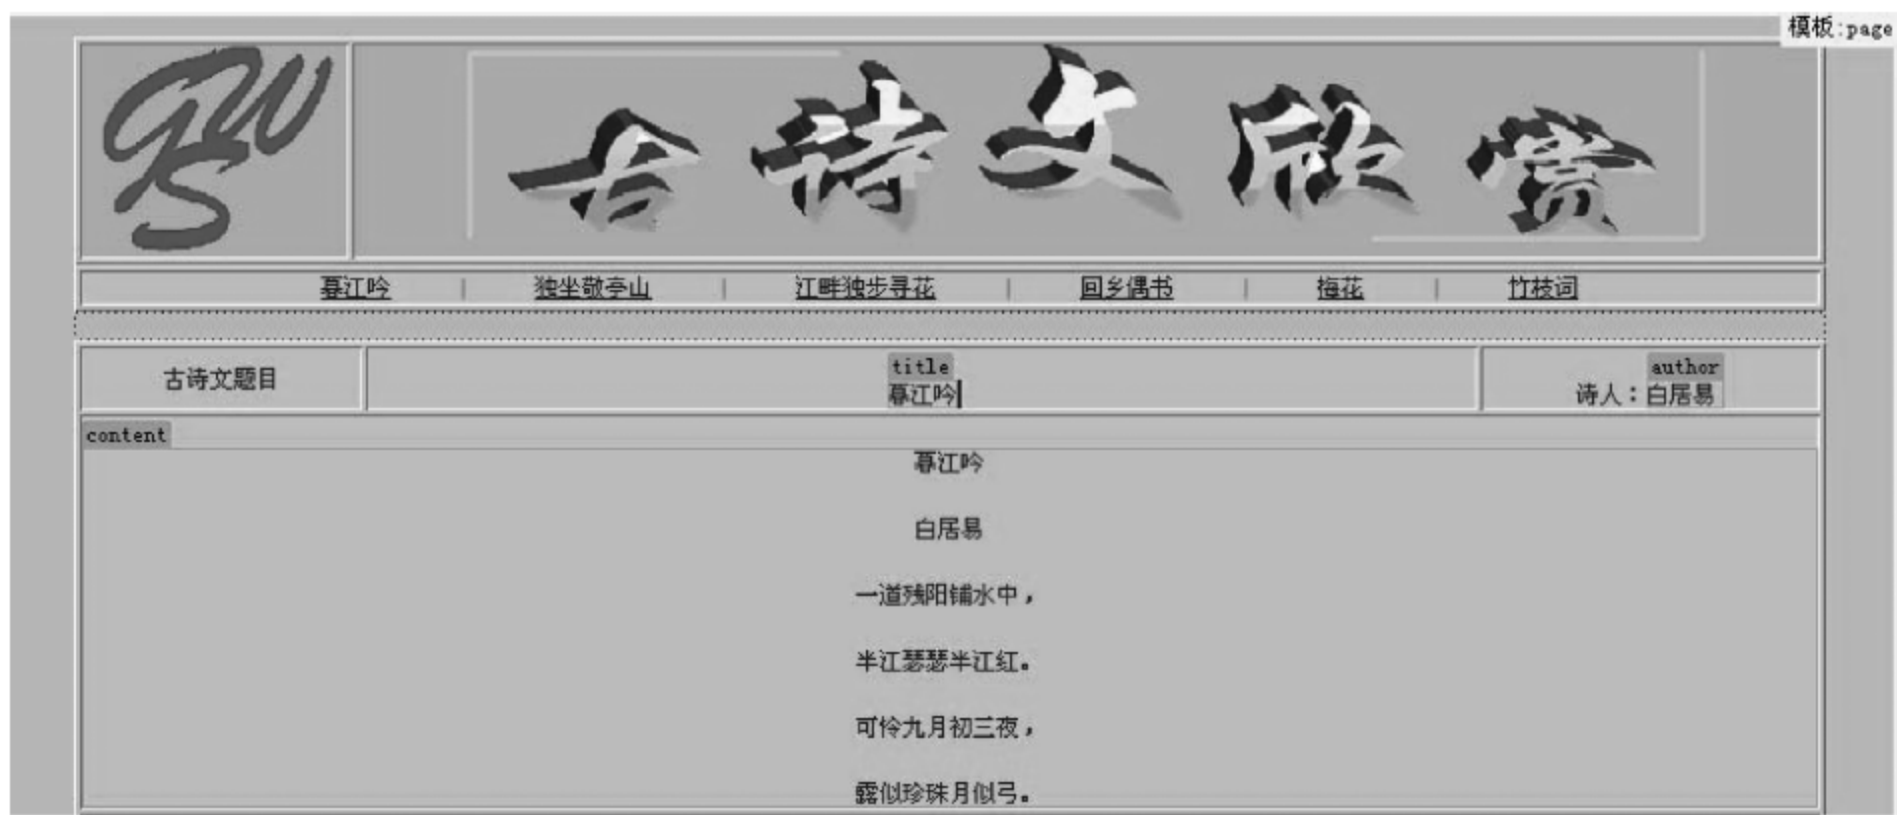 模板:page
GWS
古诗文欣赏
暮江吟 | 独坐敬亭山 | 江畔独步寻花 | 回乡偶书 | 梅花 | 竹枝词
古诗文题目
title
暮江吟
author
诗人：白居易
content
暮江吟
白居易
一道残阳铺水中，
半江瑟瑟半江红。
可怜九月初三夜，
露似珍珠月似弓。